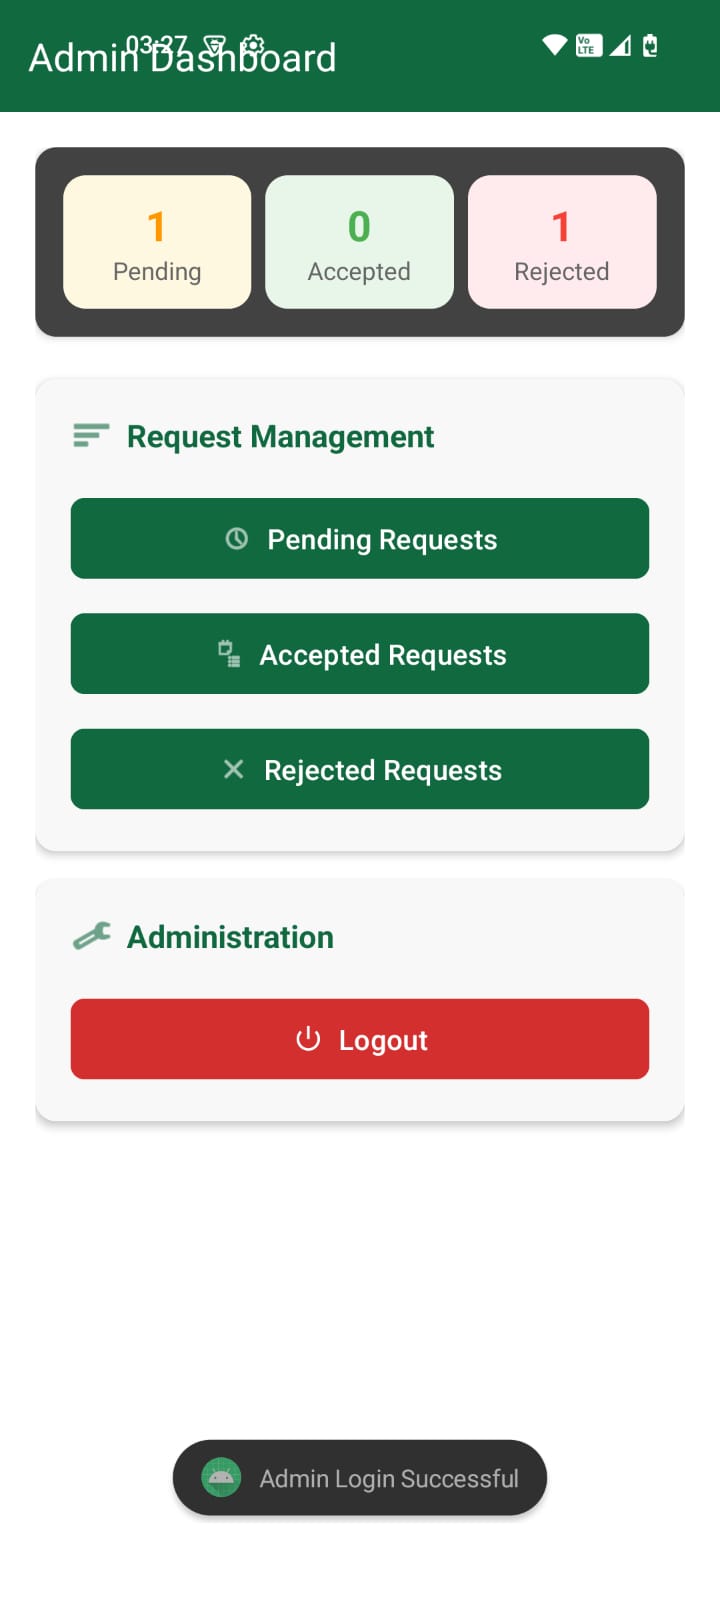 03:27
Vo LTE
Admin Dashboard
1
Pending
0
Accepted
1
Rejected
Request Management
Pending Requests
Accepted Requests
Rejected Requests
Administration
Logout
Admin Login Successful